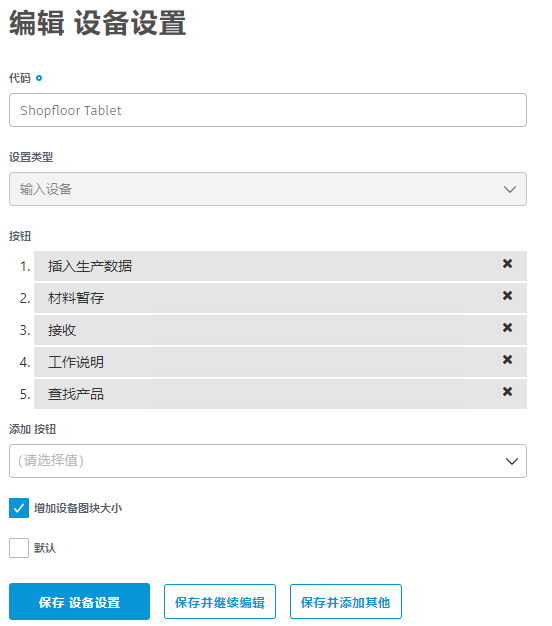 编辑 设备设置
代码
Shopfloor Tablet
设置类型
输入设备
按钮
1. 插入生产数据
2. 材料暂存
3. 接收
4. 工作说明
5. 查找产品
添加 按钮
(请选择值)
增加设备图块大小
默认
保存 设备设置 保存并继续编辑 保存并添加其他